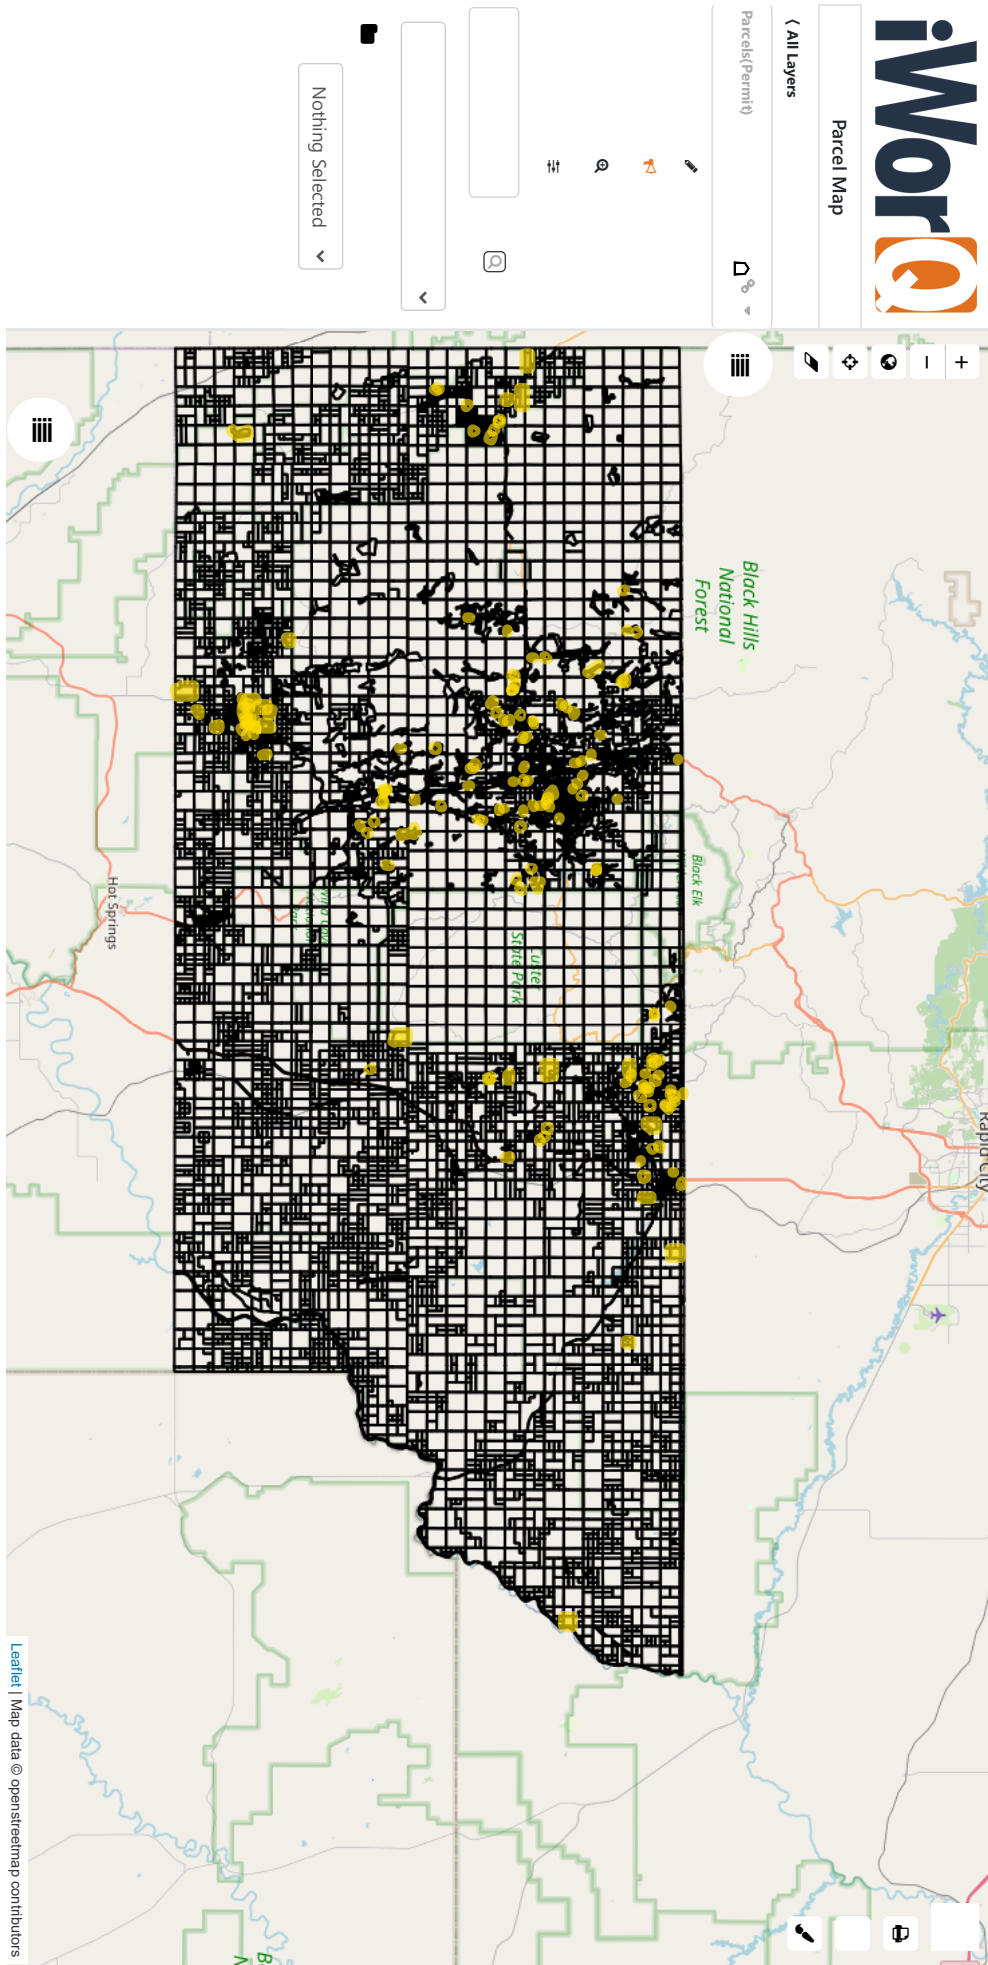 iWorQ
Parcel Map
⟨ All Layers
Parcels(Permit)
Nothing Selected
+
−
Black Hills
National
Forest
Black Elk
Rapid City
Custer
State Park
Hot Springs
Leaflet | Map data © openstreetmap contributors